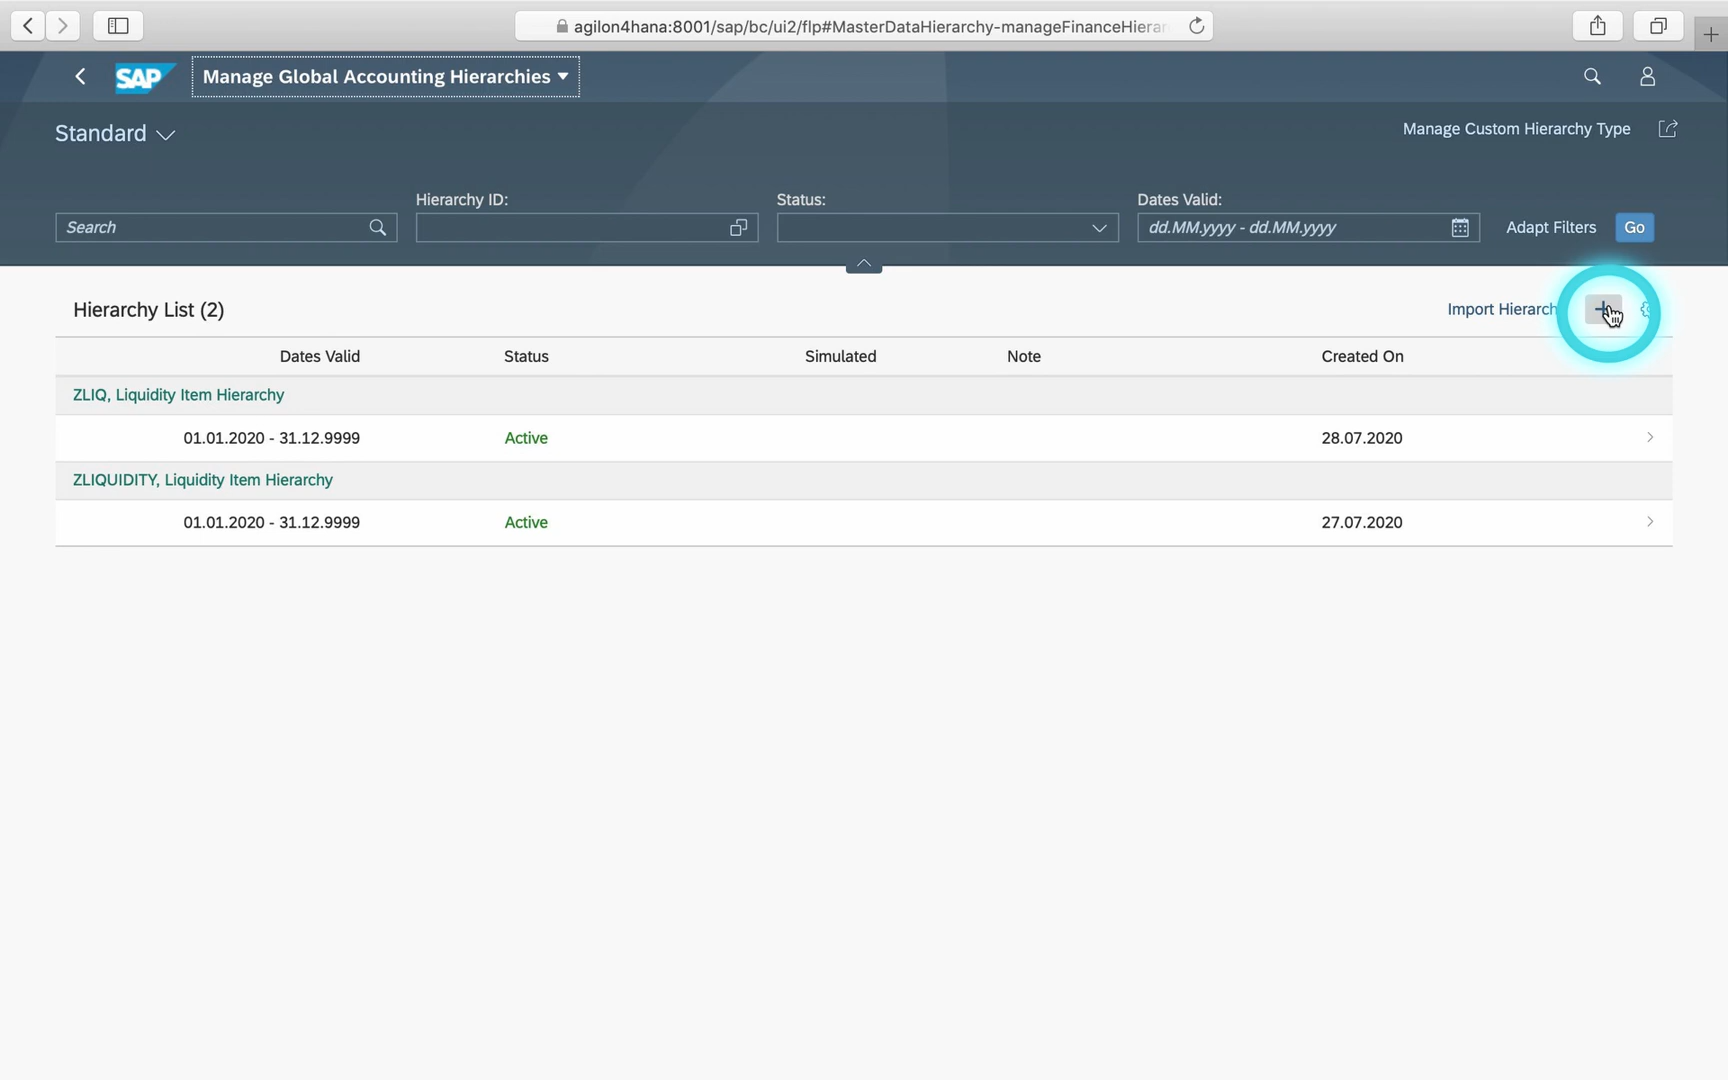 agilon4hana:8001/sap/bc/ui2/flp#MasterDataHierarchy-manageFinanceHierar
SAP Manage Global Accounting Hierarchies
Standard
Manage Custom Hierarchy Type
Hierarchy ID: Status: Dates Valid:
Search dd.MM.yyyy - dd.MM.yyyy Adapt Filters Go
Hierarchy List (2) Import Hierarch
Dates Valid Status Simulated Note Created On
ZLIQ, Liquidity Item Hierarchy
01.01.2020 - 31.12.9999 Active 28.07.2020
ZLIQUIDITY, Liquidity Item Hierarchy
01.01.2020 - 31.12.9999 Active 27.07.2020